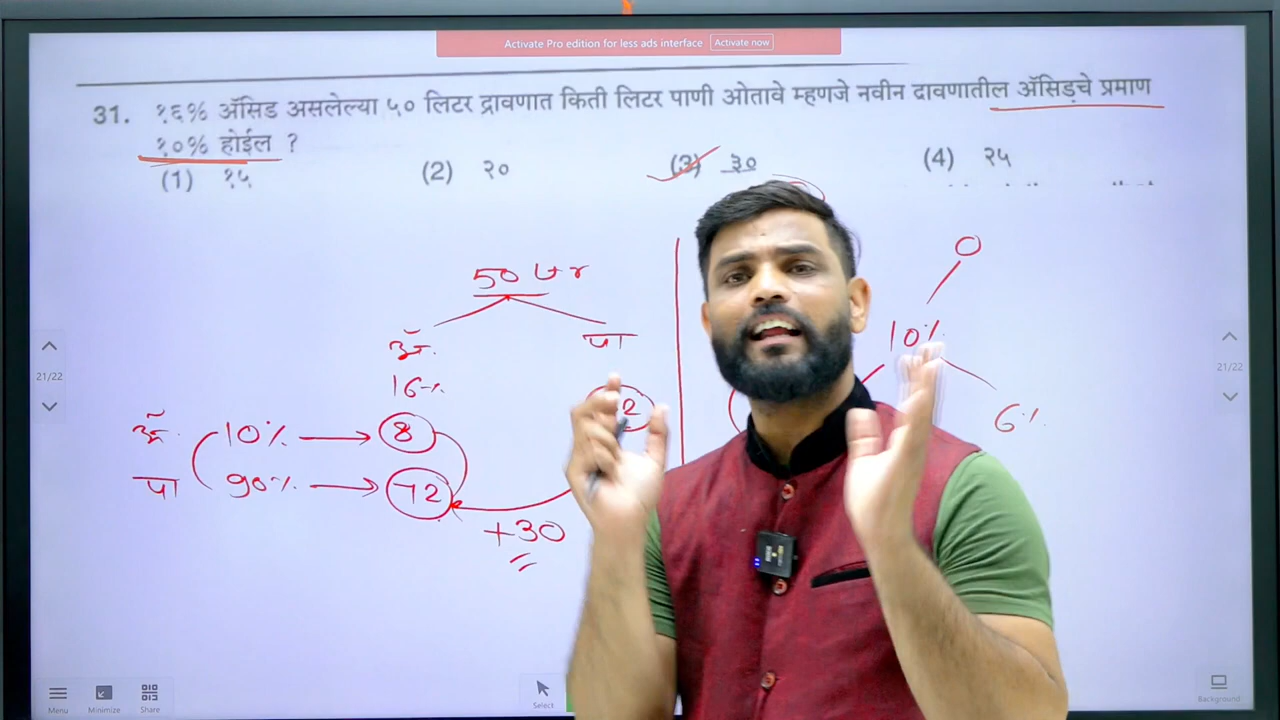 Activate Pro edition for less ads interface Activate now
31. १६% ॲसिड असलेल्या ५० लिटर द्रावणात किती लिटर पाणी ओतावे म्हणजे नवीन दावणातील ॲसिड्चे प्रमाण
१०% होईल ?
(1) १५ (2) २० (3) ३० (4) २५
50 लिटर
0
ॲ. पा
10%
16%
6%
ॲ. 10% → 8
2
पा 90% → 72
+30
21/22
21/22
Menu Minimize Share
Select
Background